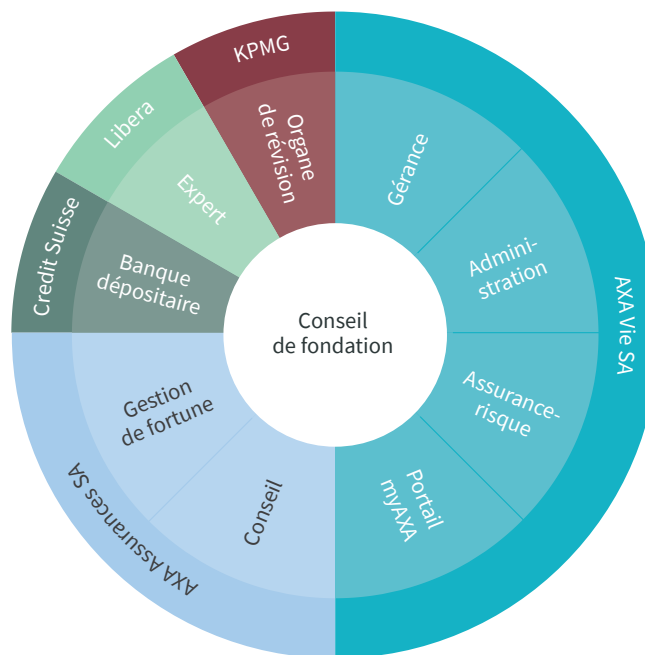 KPMG
Organe
de révision
Libera
Expert
Credit Suisse
Banque
dépositaire
Gérance
Admini-
stration
AXA Vie SA
Assurance-
risque
Portail
myAXA
Conseil
de fondation
Gestion
de fortune
Conseil
AXA Assurances SA